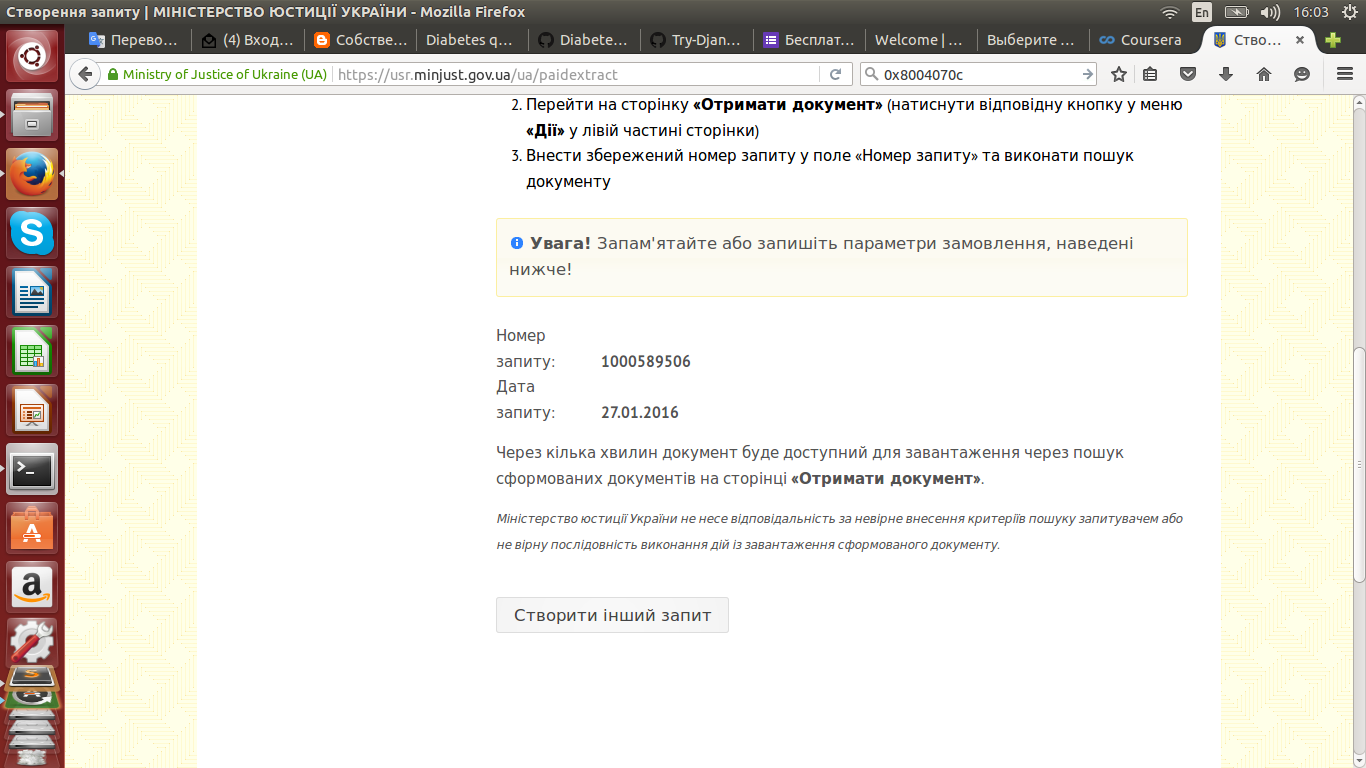 Створення запиту | МІНІСТЕРСТВО ЮСТИЦІЇ УКРАЇНИ - Mozilla Firefox
En
16:03
Перево...
(4) Вход...
Собстве...
Diabetes q...
Diabete...
Try-Djan...
Бесплат...
Welcome | ...
Выберите ...
Coursera
Ство...
Ministry of Justice of Ukraine (UA)
https://usr.minjust.gov.ua/ua/paidextract
0x8004070c
2. Перейти на сторінку «Отримати документ» (натиснути відповідну кнопку у меню
«Дії» у лівій частині сторінки)
3. Внести збережений номер запиту у поле «Номер запиту» та виконати пошук
документу
Увага! Запам'ятайте або запишіть параметри замовлення, наведені
нижче!
Номер
запиту: 1000589506
Дата
запиту: 27.01.2016
Через кілька хвилин документ буде доступний для завантаження через пошук
сформованих документів на сторінці «Отримати документ».
Міністерство юстиції України не несе відповідальність за невірне внесення критеріїв пошуку запитувачем або
не вірну послідовність виконання дій із завантаження сформованого документу.
Створити інший запит